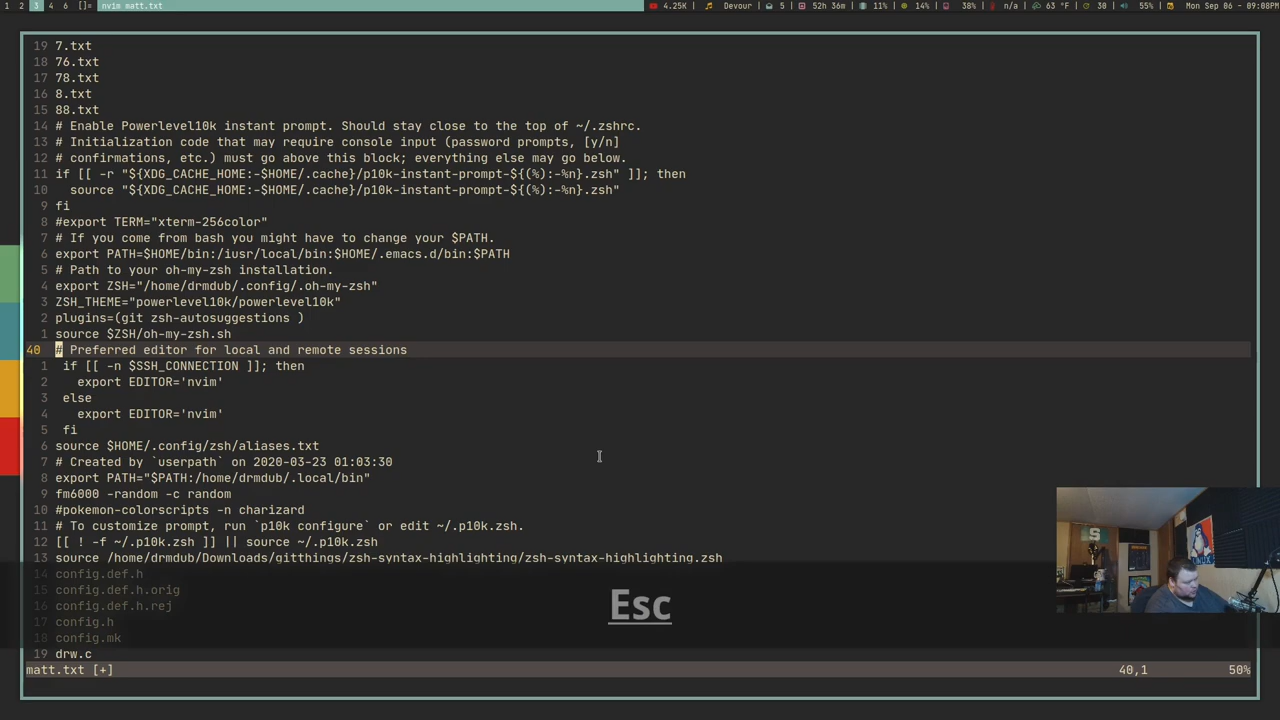 1 2 3 4 6 []= nvim matt.txt 4.25K | Devour | 5 | 52h 36m | 11% | 14% | 38% | n/a | 63 °F | 30 | 55% | Mon Sep 06 - 09:08PM
19 7.txt
18 76.txt
17 78.txt
16 8.txt
15 88.txt
14 # Enable Powerlevel10k instant prompt. Should stay close to the top of ~/.zshrc.
13 # Initialization code that may require console input (password prompts, [y/n]
12 # confirmations, etc.) must go above this block; everything else may go below.
11 if [[ -r "${XDG_CACHE_HOME:-$HOME/.cache}/p10k-instant-prompt-${(%):-%n}.zsh" ]]; then
10   source "${XDG_CACHE_HOME:-$HOME/.cache}/p10k-instant-prompt-${(%):-%n}.zsh"
9 fi
8 #export TERM="xterm-256color"
7 # If you come from bash you might have to change your $PATH.
6 export PATH=$HOME/bin:/iusr/local/bin:$HOME/.emacs.d/bin:$PATH
5 # Path to your oh-my-zsh installation.
4 export ZSH="/home/drmdub/.config/.oh-my-zsh"
3 ZSH_THEME="powerlevel10k/powerlevel10k"
2 plugins=(git zsh-autosuggestions )
1 source $ZSH/oh-my-zsh.sh
40 # Preferred editor for local and remote sessions
1  if [[ -n $SSH_CONNECTION ]]; then
2    export EDITOR='nvim'
3  else
4    export EDITOR='nvim'
5  fi
6 source $HOME/.config/zsh/aliases.txt
7 # Created by `userpath` on 2020-03-23 01:03:30
8 export PATH="$PATH:/home/drmdub/.local/bin"
9 fm6000 -random -c random
10 #pokemon-colorscripts -n charizard
11 # To customize prompt, run `p10k configure` or edit ~/.p10k.zsh.
12 [[ ! -f ~/.p10k.zsh ]] || source ~/.p10k.zsh
13 source /home/drmdub/Downloads/gitthings/zsh-syntax-highlighting/zsh-syntax-highlighting.zsh
14 config.def.h
15 config.def.h.orig
16 config.def.h.rej
17 config.h
18 config.mk
19 drw.c
Esc
matt.txt [+] 40,1 50%